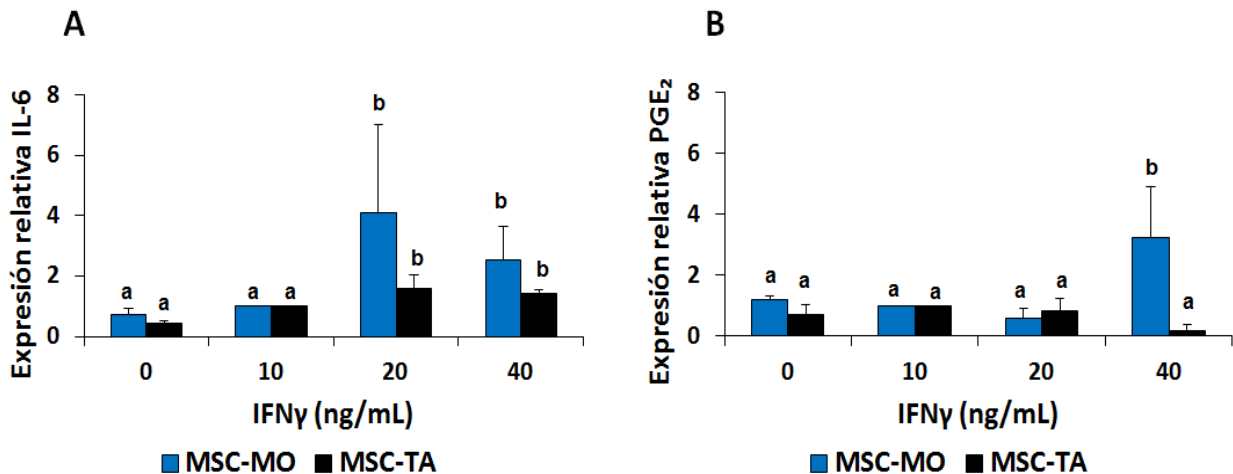 A
Expresión relativa IL-6
8
6
4
2
0
a a
a a
b b
b b
0 10 20 40
IFNγ (ng/mL)
MSC-MO MSC-TA
B
Expresión relativa PGE₂
8
6
4
2
0
a a
a a
a a
b a
0 10 20 40
IFNγ (ng/mL)
MSC-MO MSC-TA